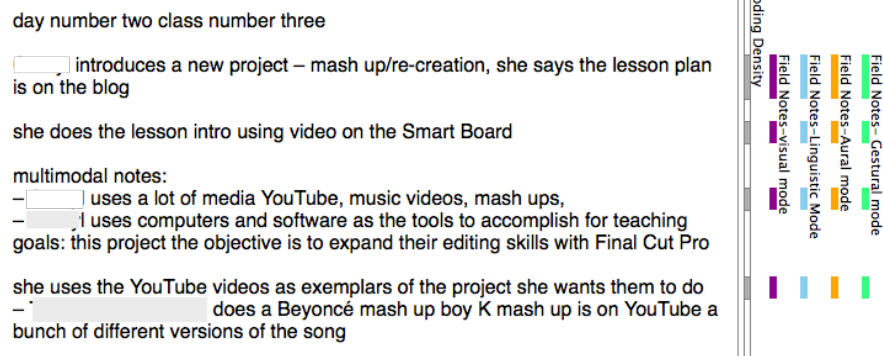 day number two class number three
introduces a new project – mash up/re-creation, she says the lesson plan
is on the blog
she does the lesson intro using video on the Smart Board
multimodal notes:
– uses a lot of media YouTube, music videos, mash ups,
– uses computers and software as the tools to accomplish for teaching
goals: this project the objective is to expand their editing skills with Final Cut Pro
she uses the YouTube videos as exemplars of the project she wants them to do
– does a Beyoncé mash up boy K mash up is on YouTube a
bunch of different versions of the song
Density
Field Notes-visual mode
Field Notes-Linguistic Mode
Field Notes-Aural mode
Field Notes- Gestural mode